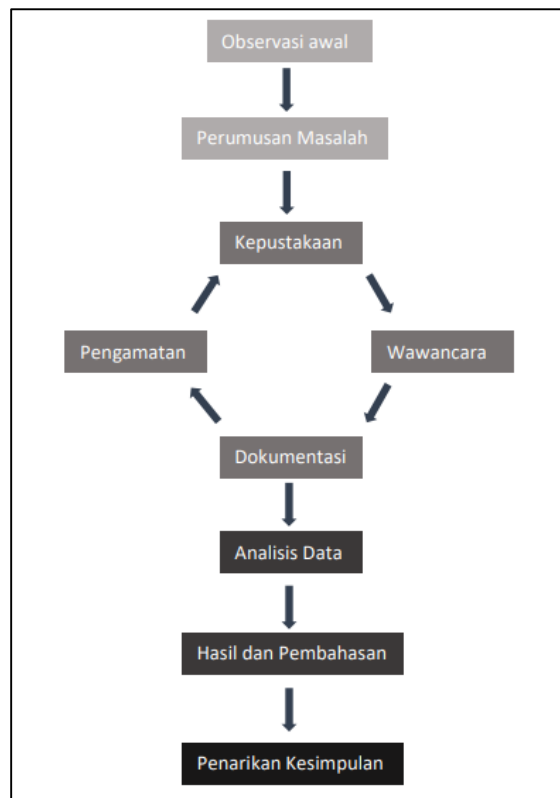 Observasi awal
Perumusan Masalah
Kepustakaan
Pengamatan
Wawancara
Dokumentasi
Analisis Data
Hasil dan Pembahasan
Penarikan Kesimpulan